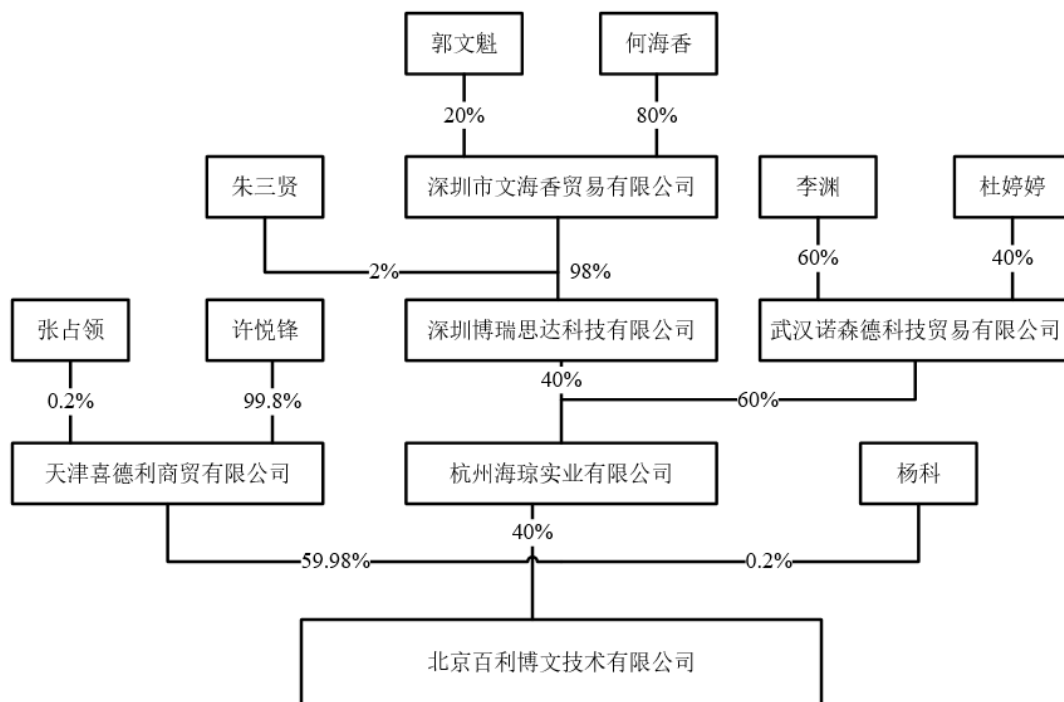 郭文魁
何海香
20%
80%
朱三贤
深圳市文海香贸易有限公司
李渊
杜婷婷
2%
98%
60%
40%
张占领
许悦锋
深圳博瑞思达科技有限公司
武汉诺森德科技贸易有限公司
0.2%
99.8%
40%
60%
天津喜德利商贸有限公司
杭州海琼实业有限公司
杨科
40%
59.98%
0.2%
北京百利博文技术有限公司